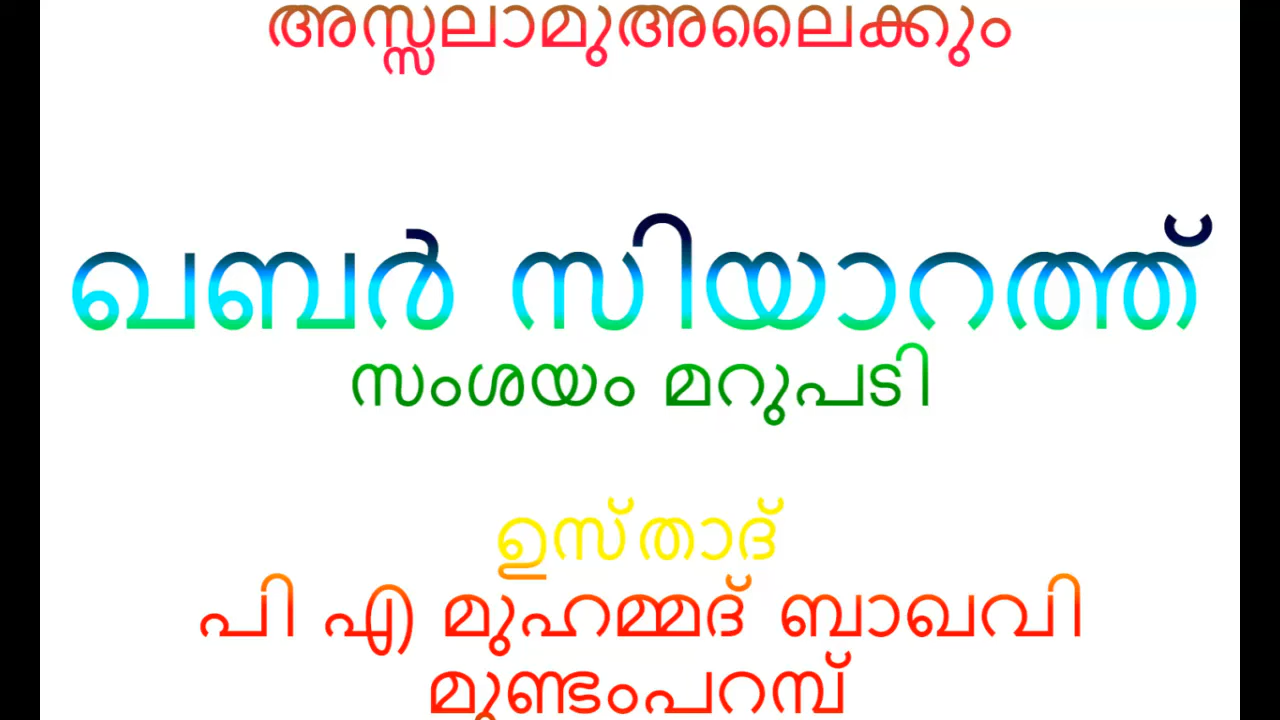 അസ്സലാമുഅലൈക്കും
ഖബർ സിയാറത്ത്
സംശയം മറുപടി
ഉസ്താദ്
പി എ മുഹമ്മദ് ബാഖവി
മുണ്ടംപറമ്പ്